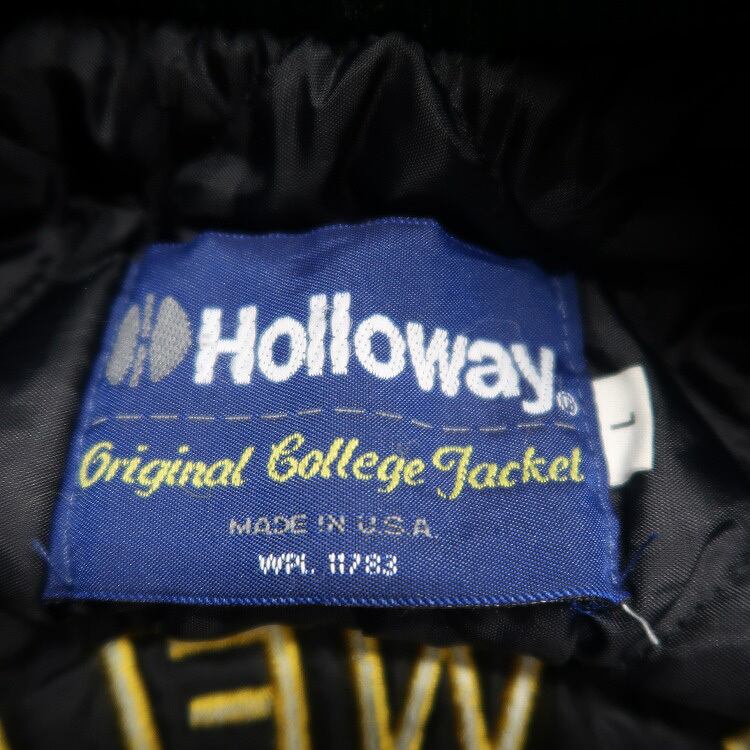 Holloway®
Original College Jacket
MADE IN U.S.A.
WPL 11783
L